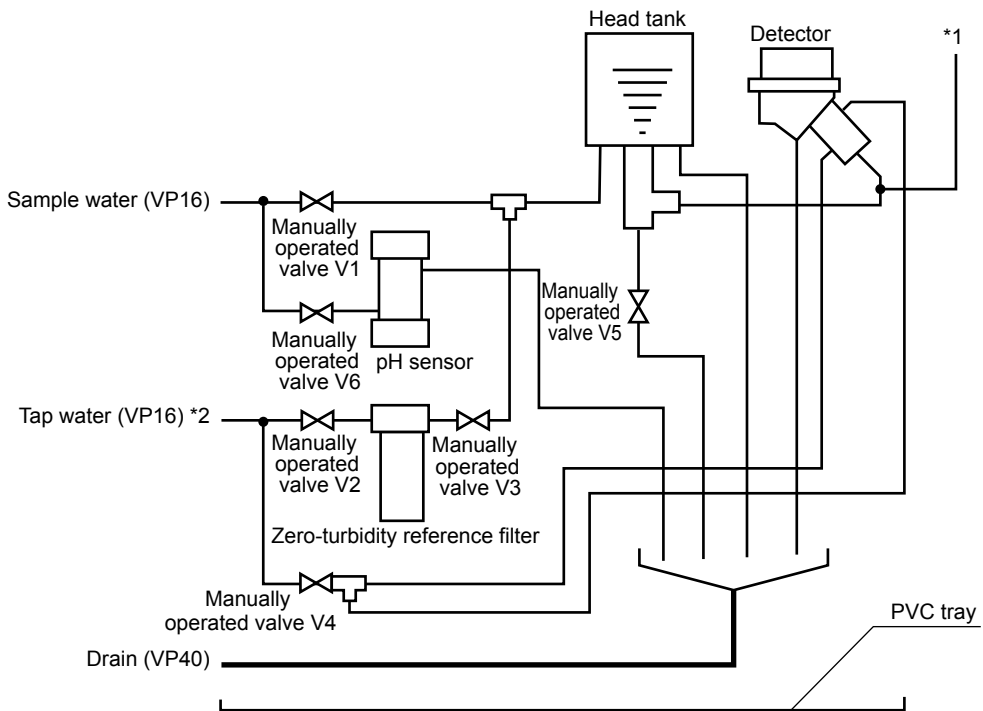 Head tank
Detector
*1
Sample water (VP16)
Manually
operated
valve V1
Manually
operated
valve V5
Manually
operated
valve V6
pH sensor
Tap water (VP16) *2
Manually
operated
valve V2
Manually
operated
valve V3
Zero-turbidity reference filter
Manually
operated valve V4
PVC tray
Drain (VP40)